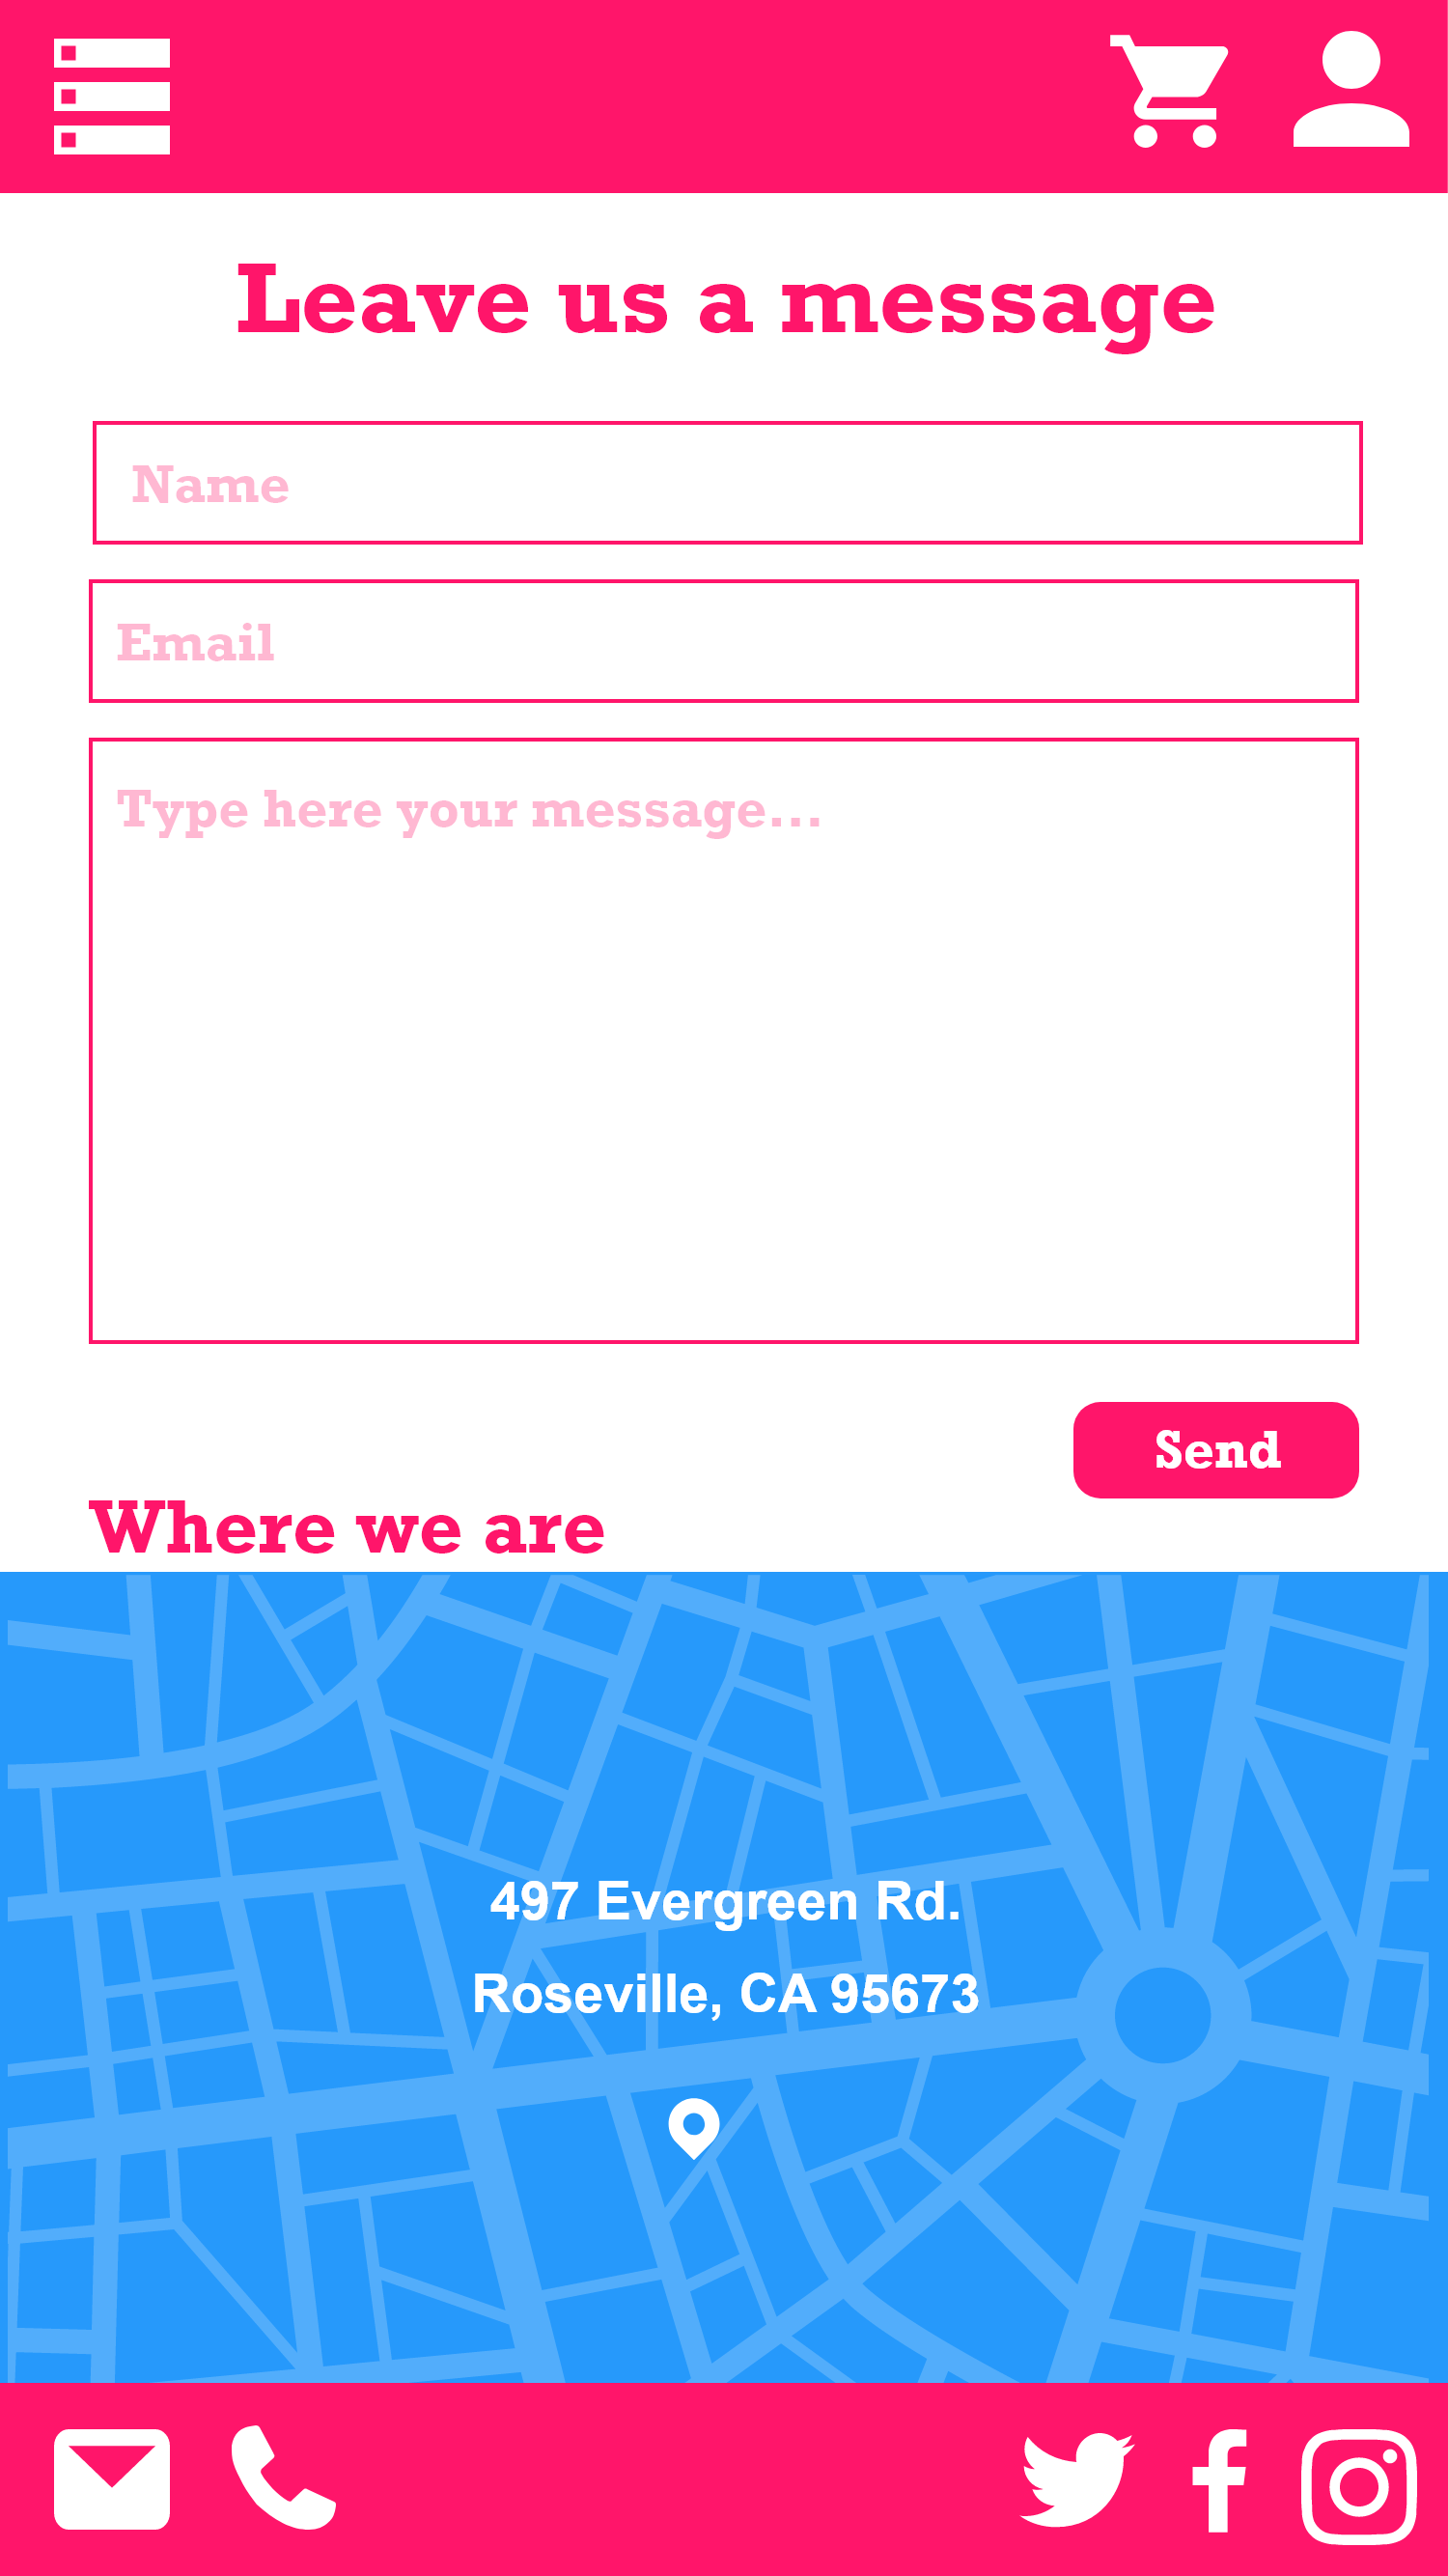 Leave us a message
Name
Email
Type here your message...
Send
Where we are
497 Evergreen Rd.
Roseville, CA 95673